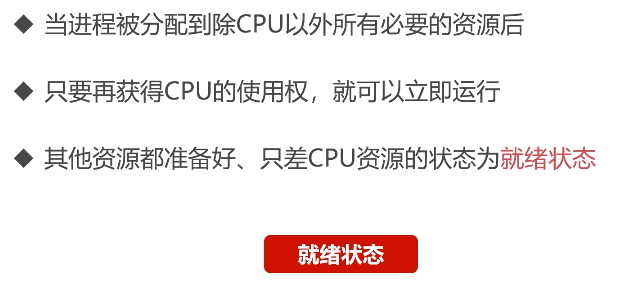 ◆ 当进程被分配到除CPU以外所有必要的资源后
◆ 只要再获得CPU的使用权，就可以立即运行
◆ 其他资源都准备好、只差CPU资源的状态为就绪状态
就绪状态